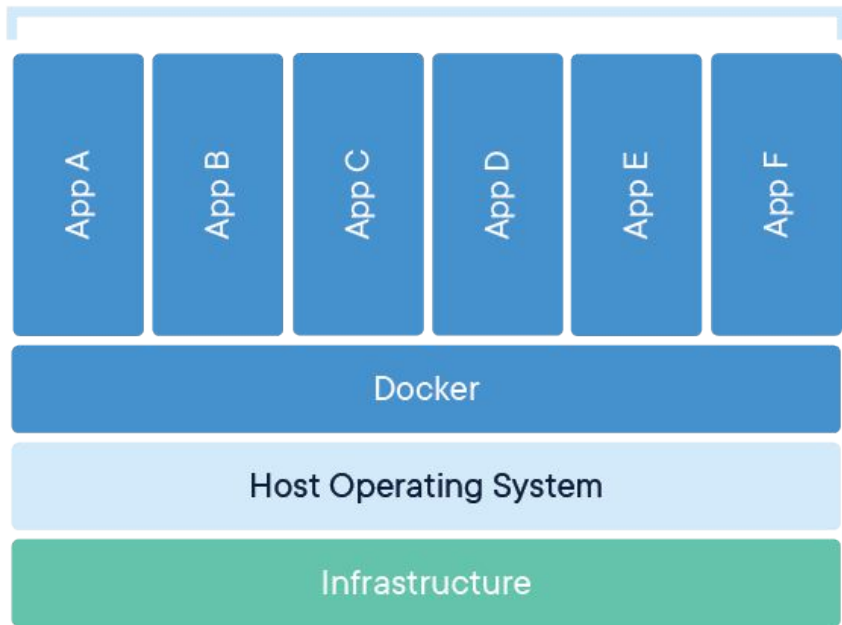 App A
App B
App C
App D
App E
App F
Docker
Host Operating System
Infrastructure